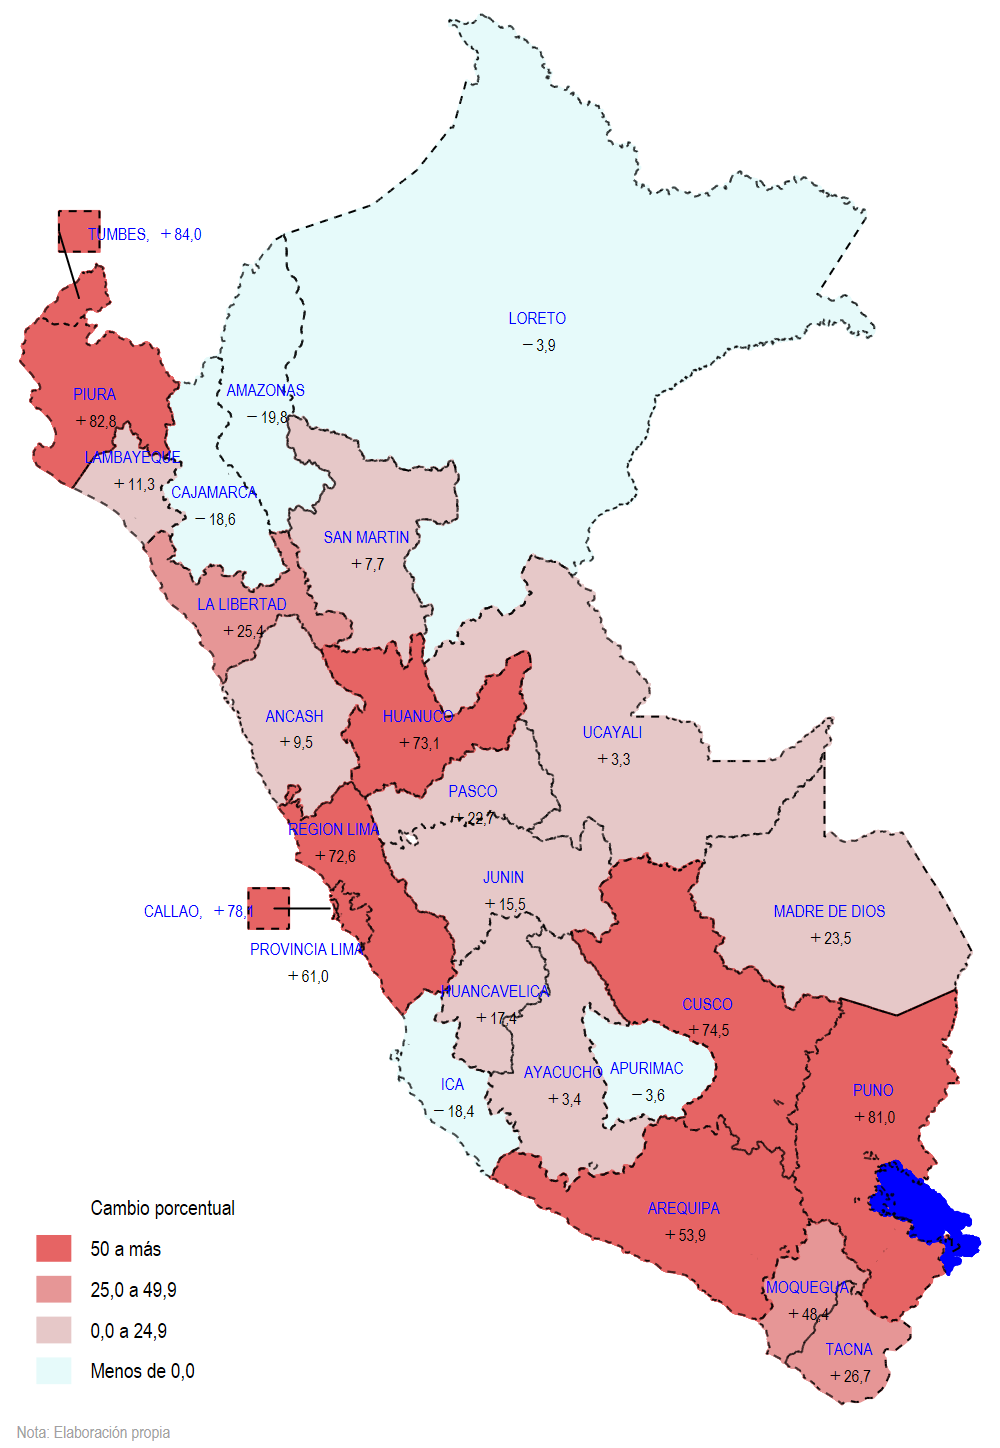 TUMBES, +84,0
LORETO
−3,9
PIURA
+82,8
AMAZONAS
−19,8
LAMBAYEQUE
+11,3
CAJAMARCA
−18,6
SAN MARTIN
+7,7
LA LIBERTAD
+25,4
ANCASH
+9,5
HUANUCO
+73,1
UCAYALI
+3,3
PASCO
+22,7
REGION LIMA
+72,6
JUNIN
+15,5
CALLAO, +78,1
MADRE DE DIOS
+23,5
PROVINCIA LIMA
+61,0
HUANCAVELICA
+17,4
CUSCO
+74,5
AYACUCHO
+3,4
APURIMAC
−3,6
ICA
−18,4
PUNO
+81,0
AREQUIPA
+53,9
MOQUEGUA
+48,4
TACNA
+26,7
Cambio porcentual
50 a más
25,0 a 49,9
0,0 a 24,9
Menos de 0,0
Nota: Elaboración propia